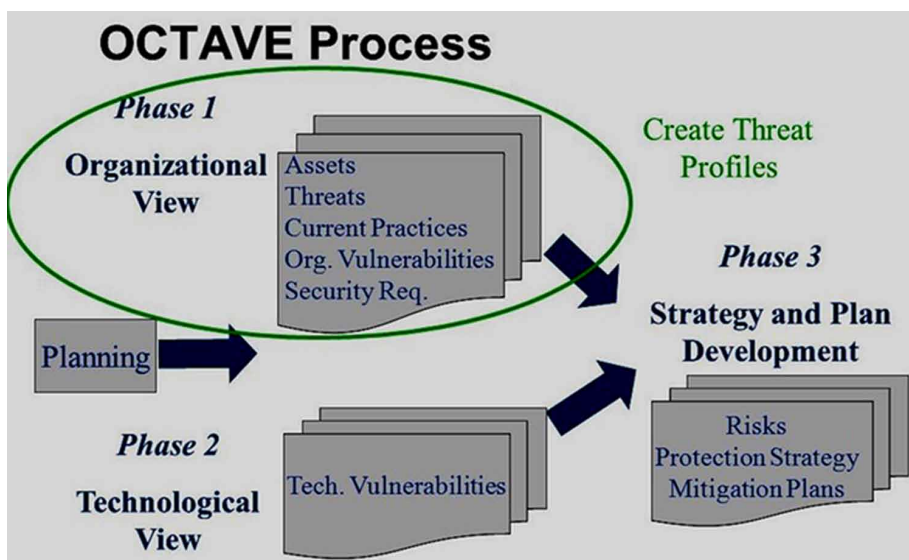 OCTAVE Process
Phase 1
Organizational
View
Assets
Threats
Current Practices
Org. Vulnerabilities
Security Req.
Create Threat
Profiles
Planning
Phase 2
Technological
View
Tech. Vulnerabilities
Phase 3
Strategy and Plan
Development
Risks
Protection Strategy
Mitigation Plans